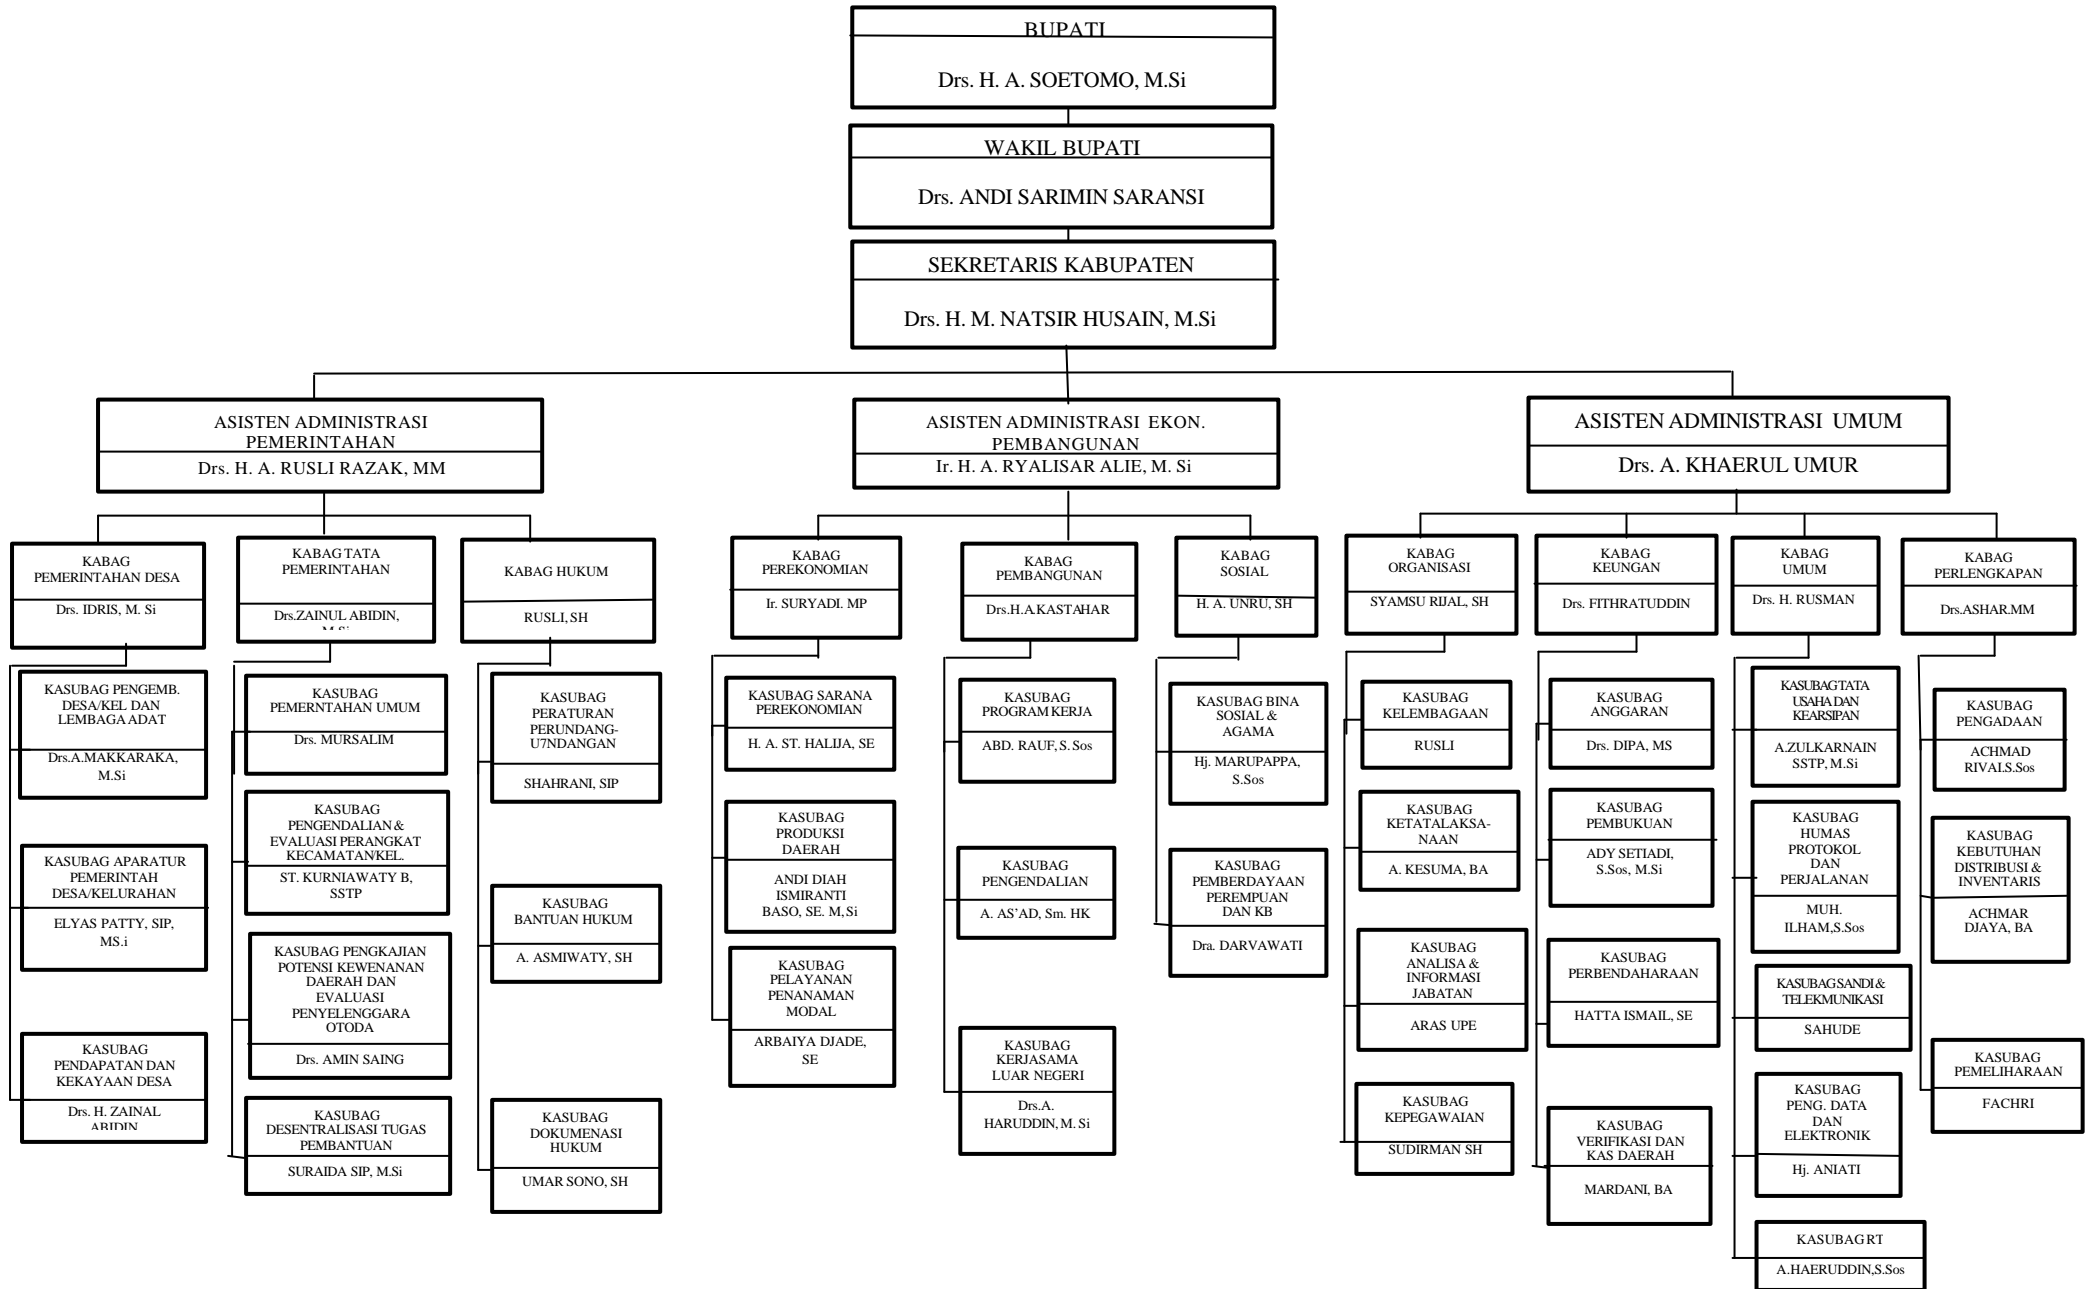 BUPATI
Drs. H. A. SOETOMO, M.Si
WAKIL BUPATI
Drs. ANDI SARIMIN SARANSI
SEKRETARIS KABUPATEN
Drs. H. M. NATSIR HUSAIN, M.Si
ASISTEN ADMINISTRASI
PEMERINTAHAN
Drs. H. A. RUSLI RAZAK, MM
ASISTEN ADMINISTRASI EKON.
PEMBANGUNAN
Ir. H. A. RYALISAR ALIE, M. Si
ASISTEN ADMINISTRASI UMUM
Drs. A. KHAERUL UMUR
KABAG
PEMERINTAHAN DESA
Drs. IDRIS, M. Si
KABAG TATA
PEMERINTAHAN
Drs.ZAINUL ABIDIN,
M.Si
KABAG HUKUM
RUSLI, SH
KABAG
PEREKONOMIAN
Ir. SURYADI. MP
KABAG
PEMBANGUNAN
Drs.H.A.KASTAHAR
KABAG
SOSIAL
H. A. UNRU, SH
KABAG
ORGANISASI
SYAMSU RIJAL, SH
KABAG
KEUNGAN
Drs. FITHRATUDDIN
KABAG
UMUM
Drs. H. RUSMAN
KABAG
PERLENGKAPAN
Drs.ASHAR.MM
KASUBAG PENGEMB.
DESA/KEL DAN
LEMBAGA ADAT
Drs.A.MAKKARAKA,
M.Si
KASUBAG APARATUR
PEMERINTAH
DESA/KELURAHAN
ELYAS PATTY, SIP,
MS.i
KASUBAG
PENDAPATAN DAN
KEKAYAAN DESA
Drs. H. ZAINAL
ABIDIN
KASUBAG
PEMERNTAHAN UMUM
Drs. MURSALIM
KASUBAG
PENGENDALIAN &
EVALUASI PERANGKAT
KECAMATAN/KEL.
ST. KURNIAWATY B,
SSTP
KASUBAG PENGKAJIAN
POTENSI KEWENANAN
DAERAH DAN
EVALUASI
PENYELENGGARA
OTODA
Drs. AMIN SAING
KASUBAG
DESENTRALISASI TUGAS
PEMBANTUAN
SURAIDA SIP, M.Si
KASUBAG
PERATURAN
PERUNDANG-
U7NDANGAN
SHAHRANI, SIP
KASUBAG
BANTUAN HUKUM
A. ASMIWATY, SH
KASUBAG
DOKUMENASI
HUKUM
UMAR SONO, SH
KASUBAG SARANA
PEREKONOMIAN
H. A. ST. HALIJA, SE
KASUBAG
PRODUKSI
DAERAH
ANDI DIAH
ISMIRANTI
BASO, SE. M,Si
KASUBAG
PELAYANAN
PENANAMAN
MODAL
ARBAIYA DJADE,
SE
KASUBAG
PROGRAM KERJA
ABD. RAUF, S. Sos
KASUBAG
PENGENDALIAN
A. AS’AD, Sm. HK
KASUBAG
KERJASAMA
LUAR NEGERI
Drs.A.
HARUDDIN, M. Si
KASUBAG BINA
SOSIAL &
AGAMA
Hj. MARUPAPPA,
S.Sos
KASUBAG
PEMBERDAYAAN
PEREMPUAN
DAN KB
Dra. DARVAWATI
KASUBAG
KELEMBAGAAN
RUSLI
KASUBAG
KETATALAKSA-
NAAN
A. KESUMA, BA
KASUBAG
ANALISA &
INFORMASI
JABATAN
ARAS UPE
KASUBAG
KEPEGAWAIAN
SUDIRMAN SH
KASUBAG
ANGGARAN
Drs. DIPA, MS
KASUBAG
PEMBUKUAN
ADY SETIADI,
S.Sos, M.Si
KASUBAG
PERBENDAHARAAN
HATTA ISMAIL, SE
KASUBAG
VERIFIKASI DAN
KAS DAERAH
MARDANI, BA
KASUBAG TATA
USAHA DAN
KEARSIPAN
A.ZULKARNAIN
SSTP, M.Si
KASUBAG
HUMAS
PROTOKOL
DAN
PERJALANAN
MUH.
ILHAM,S.Sos
KASUBAG SANDI &
TELEKMUNIKASI
SAHUDE
KASUBAG
PENG. DATA
DAN
ELEKTRONIK
Hj. ANIATI
KASUBAG RT
A.HAERUDDIN,S.Sos
KASUBAG
PENGADAAN
ACHMAD
RIVAI.S.Sos
KASUBAG
KEBUTUHAN
DISTRIBUSI &
INVENTARIS
ACHMAR
DJAYA, BA
KASUBAG
PEMELIHARAAN
FACHRI